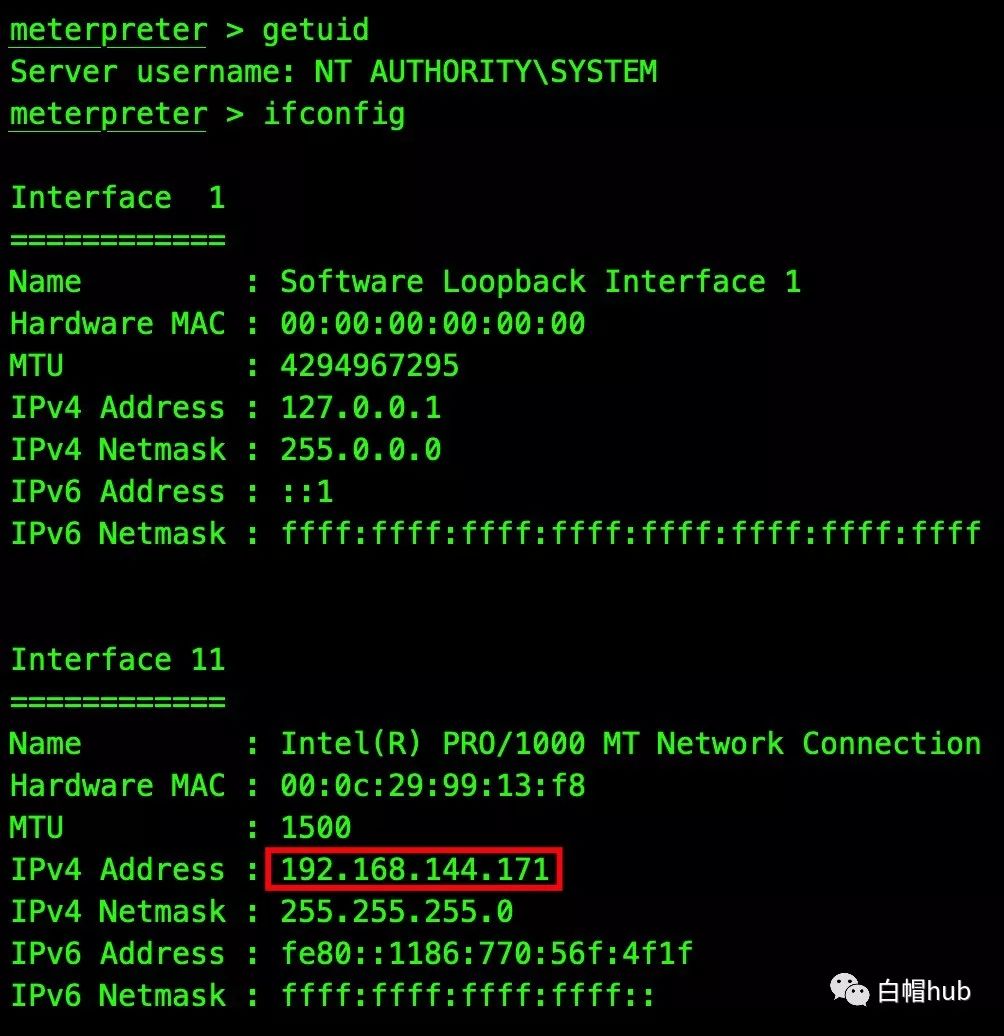 meterpreter > getuid
Server username: NT AUTHORITY\SYSTEM
meterpreter > ifconfig
Interface  1
============
Name         : Software Loopback Interface 1
Hardware MAC : 00:00:00:00:00:00
MTU          : 4294967295
IPv4 Address : 127.0.0.1
IPv4 Netmask : 255.0.0.0
IPv6 Address : ::1
IPv6 Netmask : ffff:ffff:ffff:ffff:ffff:ffff:ffff:ffff
Interface 11
============
Name         : Intel(R) PRO/1000 MT Network Connection
Hardware MAC : 00:0c:29:99:13:f8
MTU          : 1500
IPv4 Address : 192.168.144.171
IPv4 Netmask : 255.255.255.0
IPv6 Address : fe80::1186:770:56f:4f1f
IPv6 Netmask : ffff:ffff:ffff:ffff::
白帽hub